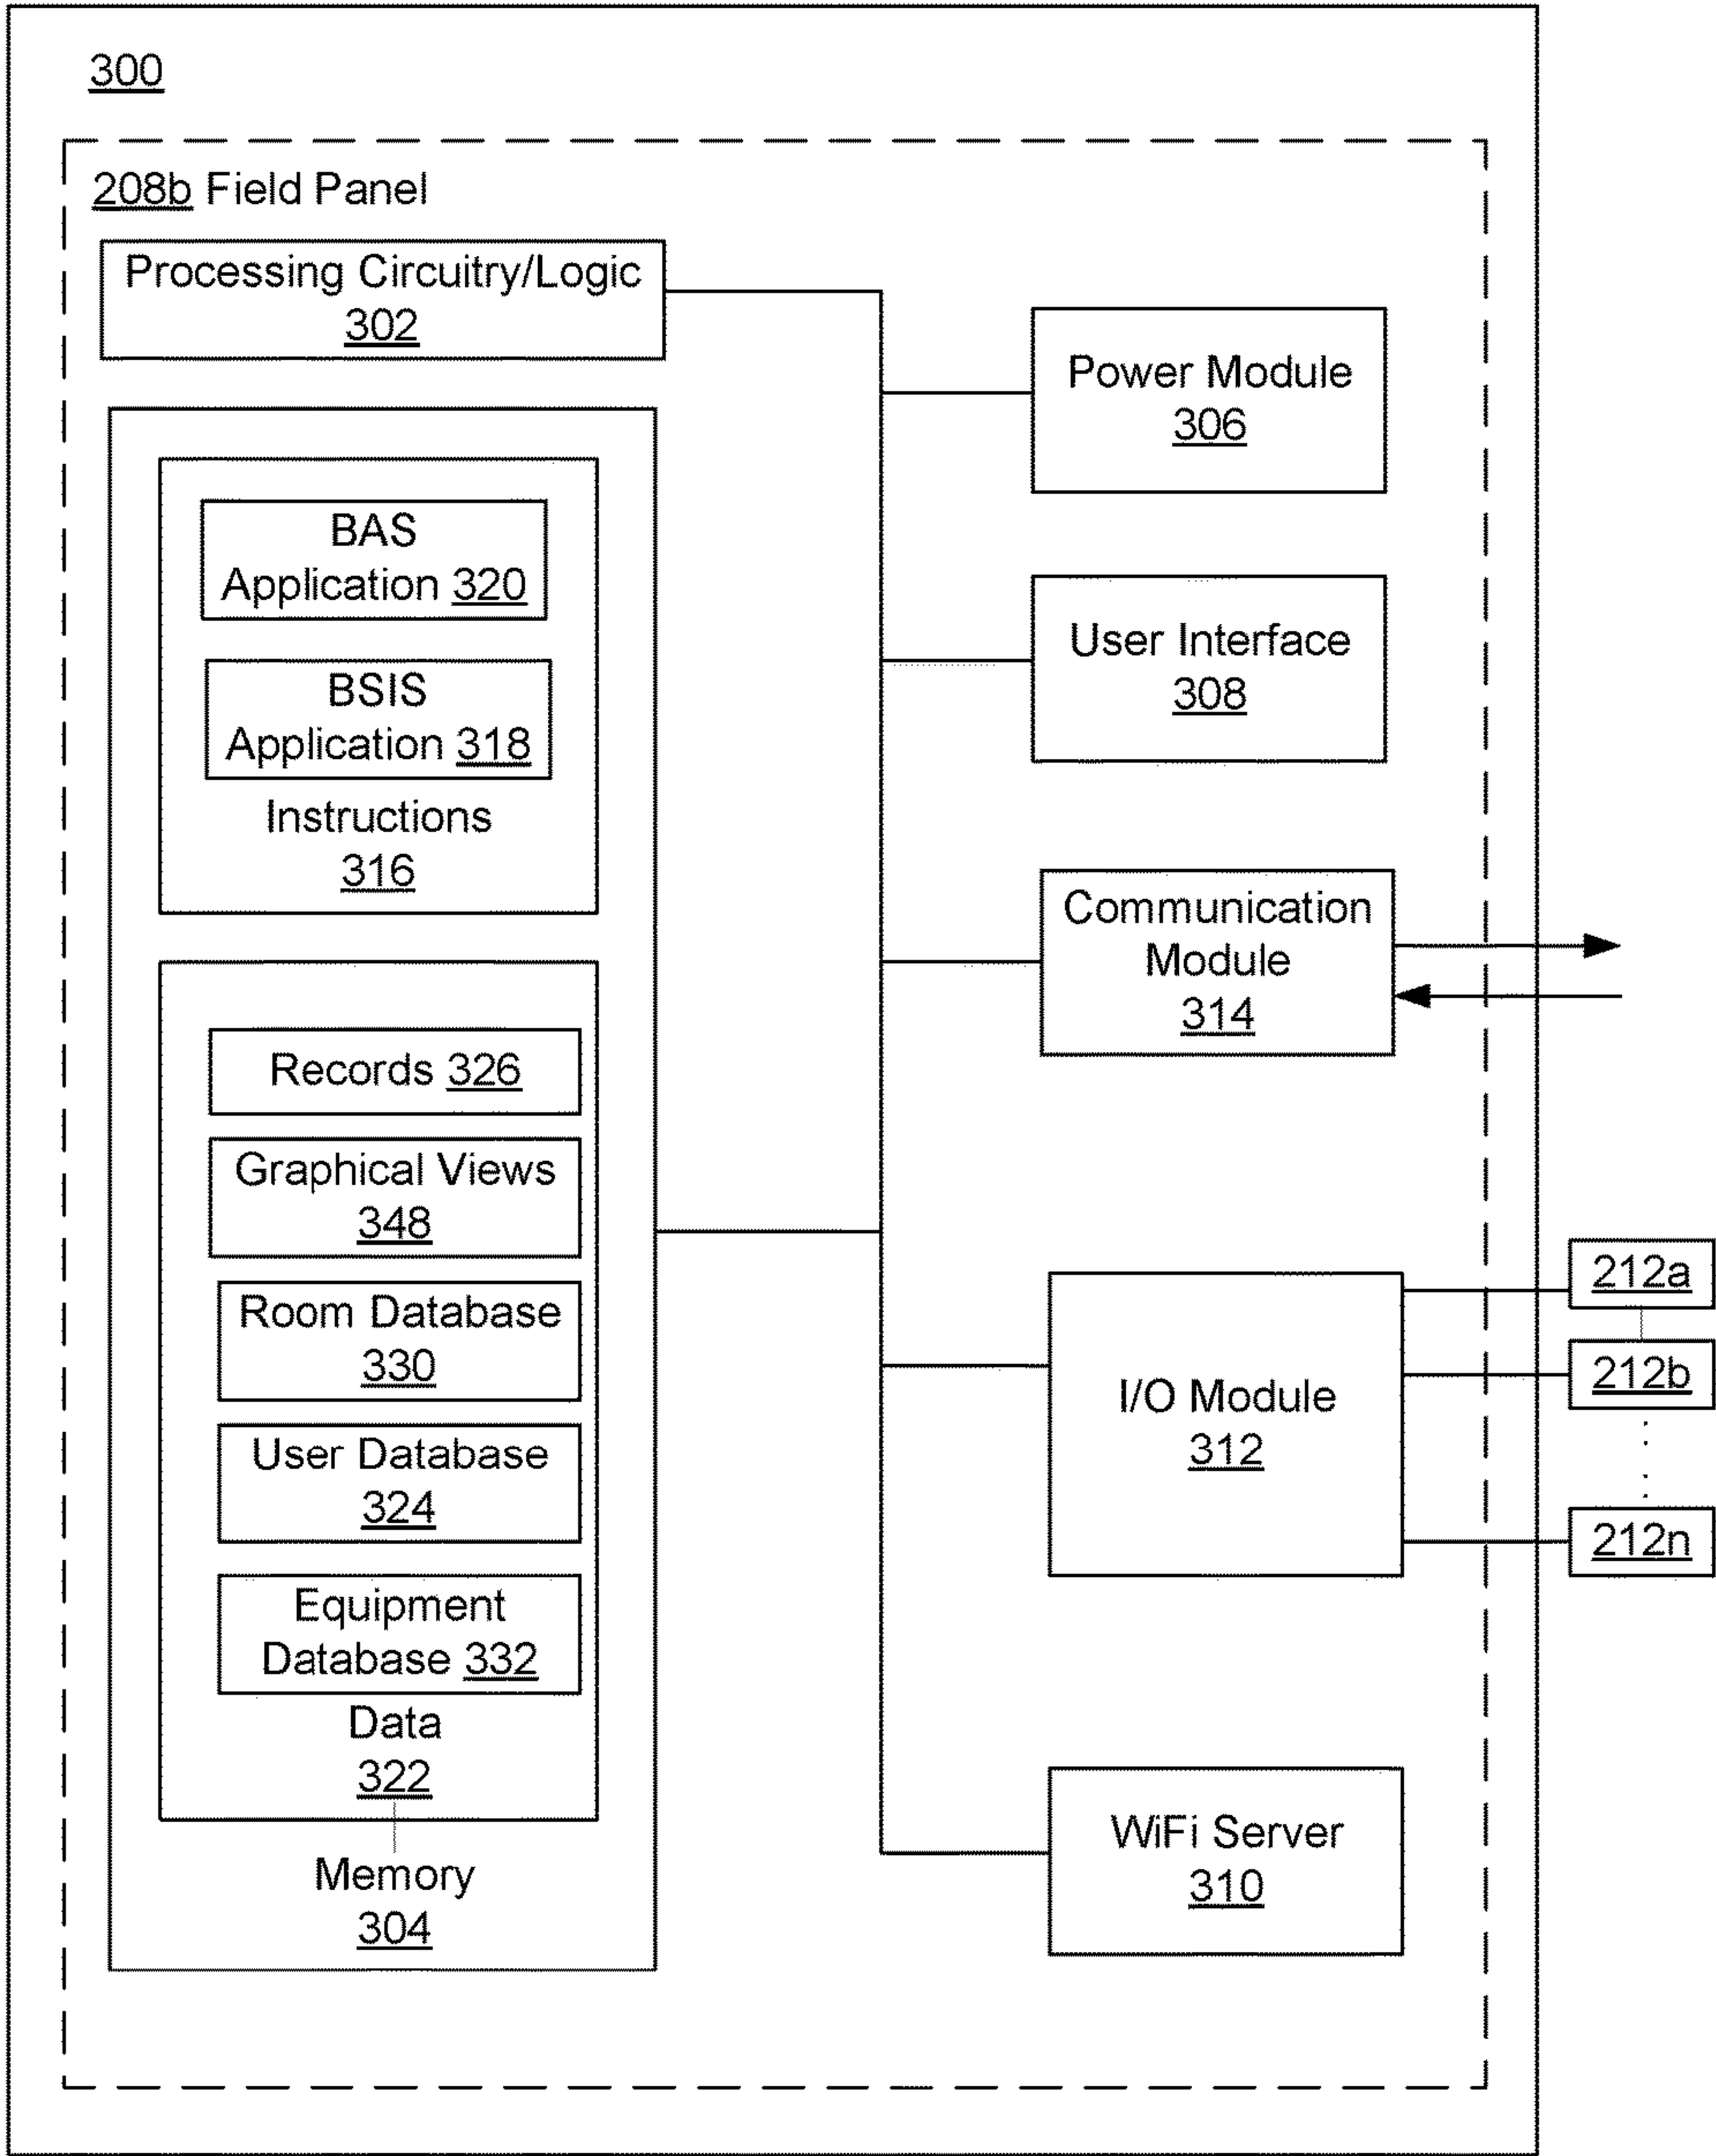 300
208b Field Panel
Processing Circuitry/Logic
302
BAS
Application 320
BSIS
Application 318
Instructions
316
Records 326
Graphical Views
348
Room Database
330
User Database
324
Equipment
Database 332
Data
322
Memory
304
Power Module
306
User Interface
308
Communication
Module
314
I/O Module
312
WiFi Server
310
212a
212b
212n